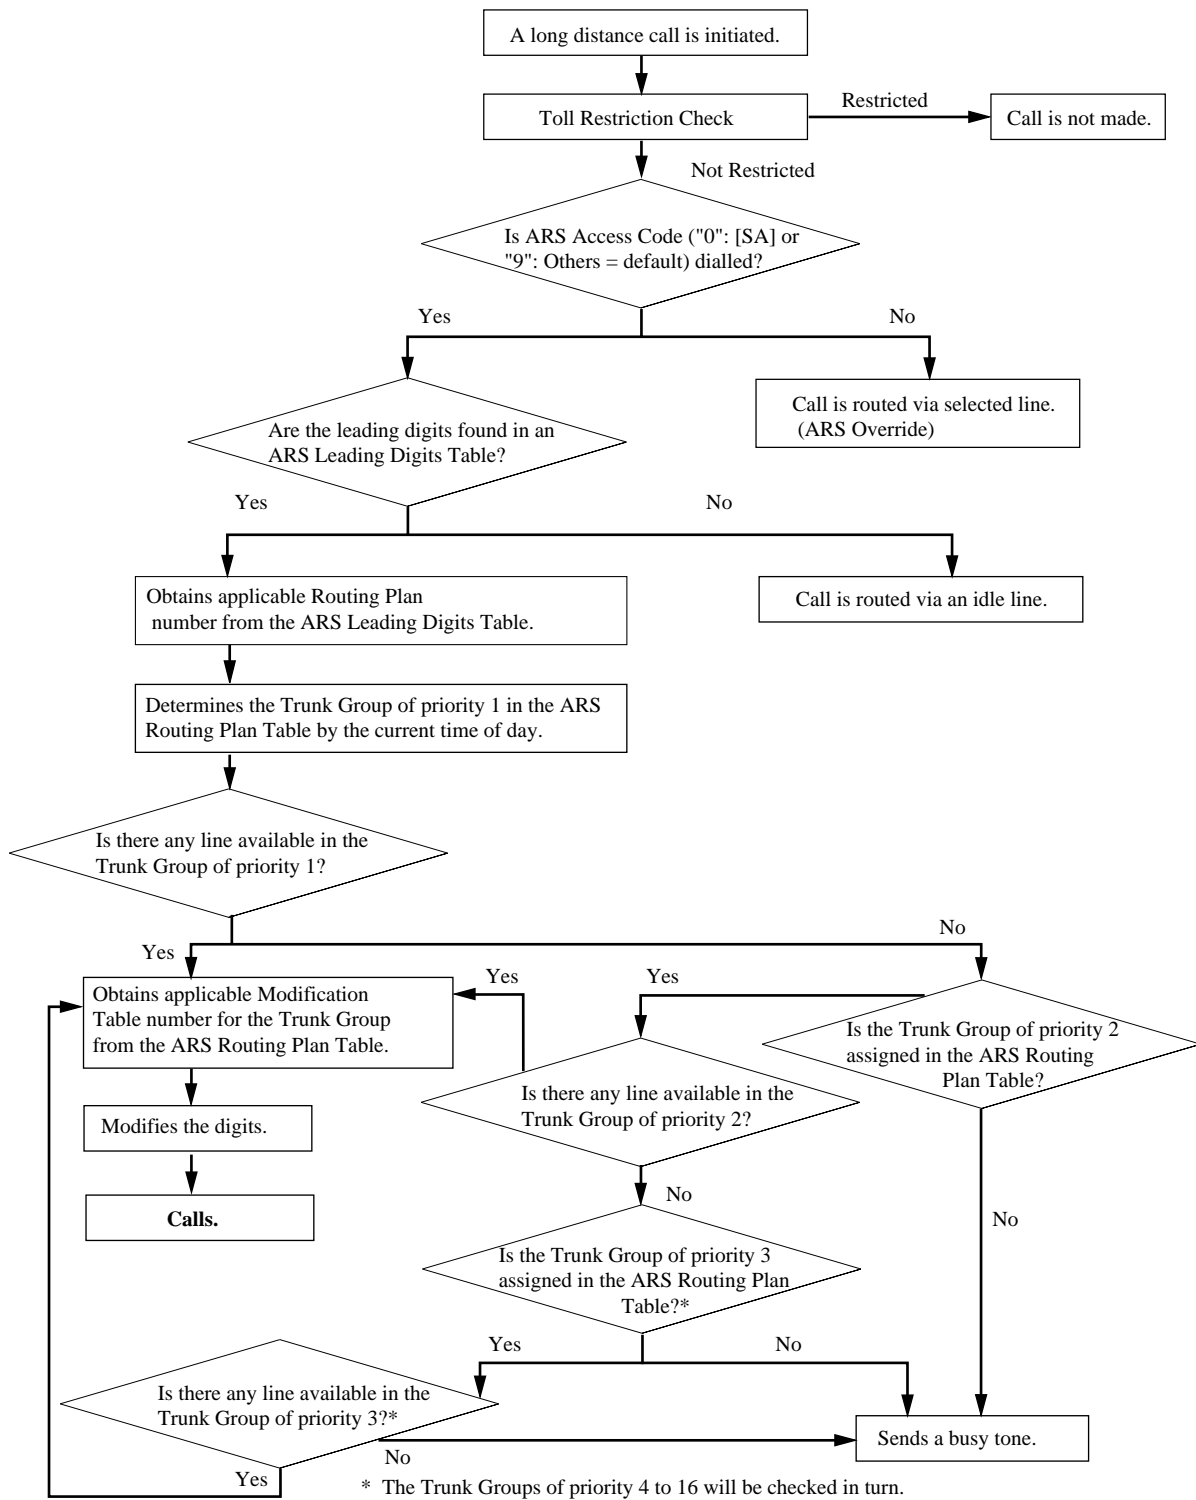 A long distance call is initiated.
Toll Restriction Check
Restricted
Call is not made.
Not Restricted
Is ARS Access Code ("0": [SA] or
"9": Others = default) dialled?
Yes
No
Call is routed via selected line.
(ARS Override)
Are the leading digits found in an
ARS Leading Digits Table?
Yes
No
Obtains applicable Routing Plan
number from the ARS Leading Digits Table.
Call is routed via an idle line.
Determines the Trunk Group of priority 1 in the ARS
Routing Plan Table by the current time of day.
Is there any line available in the
Trunk Group of priority 1?
Yes
No
Obtains applicable Modification
Table number for the Trunk Group
from the ARS Routing Plan Table.
Yes
Yes
Is the Trunk Group of priority 2
assigned in the ARS Routing
Plan Table?
Is there any line available in the
Trunk Group of priority 2?
Modifies the digits.
Calls.
No
No
Is the Trunk Group of priority 3
assigned in the ARS Routing Plan
Table?*
Yes
No
Is there any line available in the
Trunk Group of priority 3?*
Sends a busy tone.
No
Yes
* The Trunk Groups of priority 4 to 16 will be checked in turn.